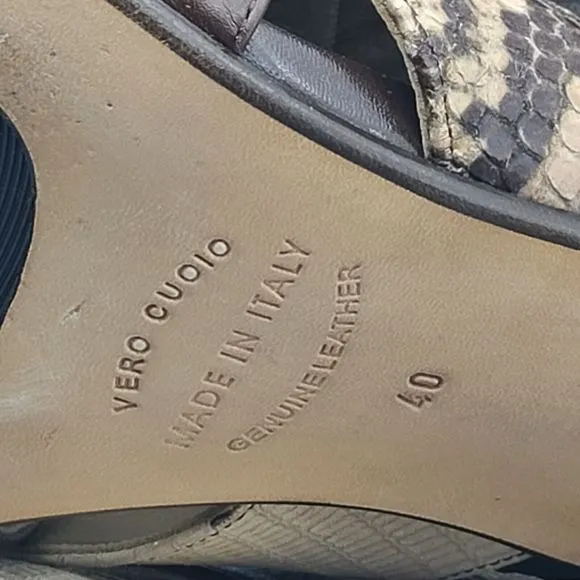 VERO CUOIO
MADE IN ITALY
GENUINE LEATHER
40